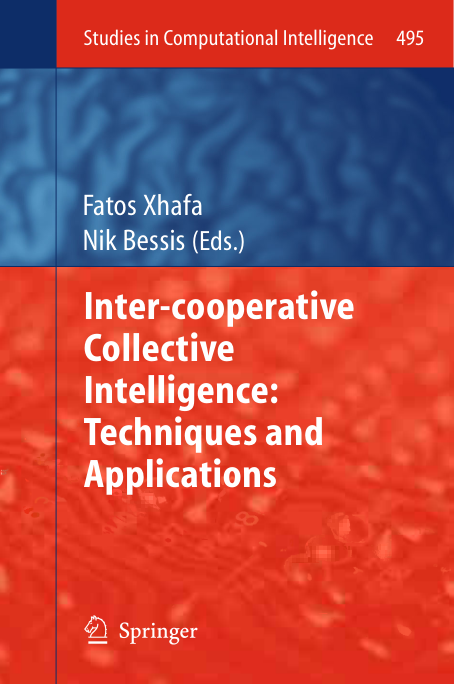 Studies in Computational Intelligence 495
Fatos Xhafa
Nik Bessis (Eds.)
Inter-cooperative
Collective
Intelligence:
Techniques and
Applications
Springer